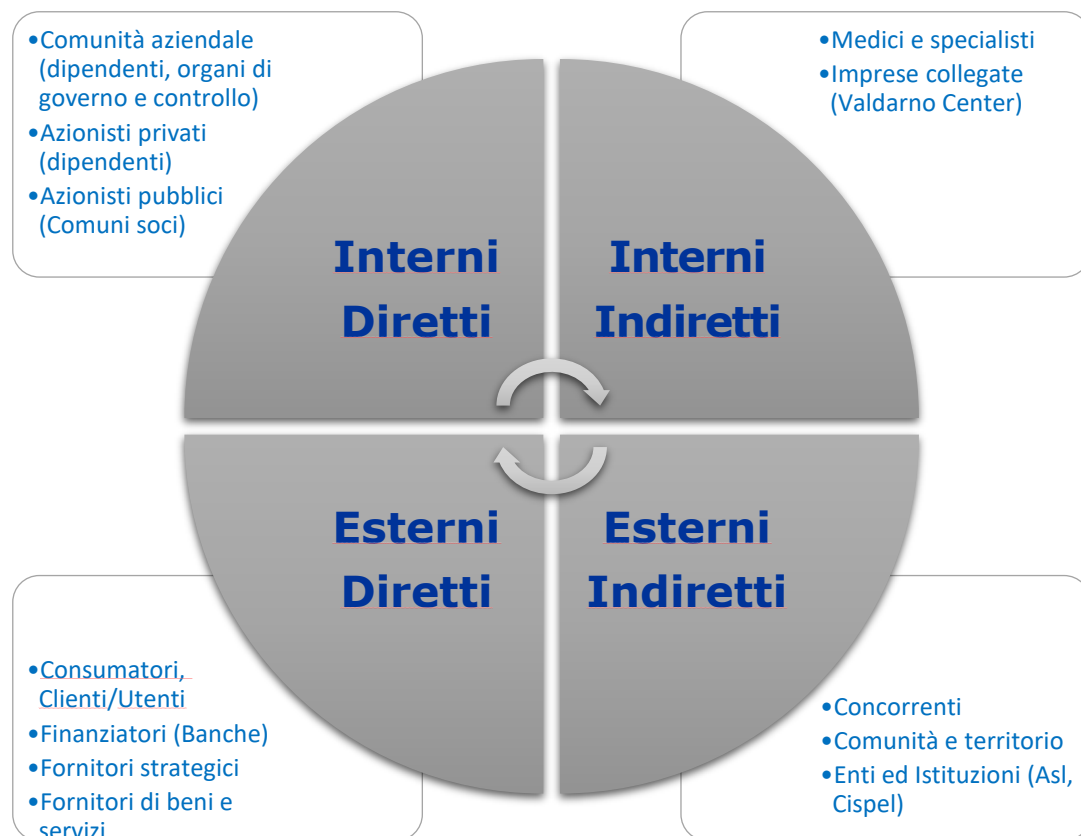 •Comunità aziendale
(dipendenti, organi di
governo e controllo)
•Azionisti privati
(dipendenti)
•Azionisti pubblici
(Comuni soci)
•Medici e specialisti
•Imprese collegate
(Valdarno Center)
Interni
Diretti
Interni
Indiretti
Esterni
Diretti
Esterni
Indiretti
•Consumatori,
Clienti/Utenti
•Finanziatori (Banche)
•Fornitori strategici
•Fornitori di beni e
servizi
•Concorrenti
•Comunità e territorio
•Enti ed Istituzioni (Asl,
Cispel)